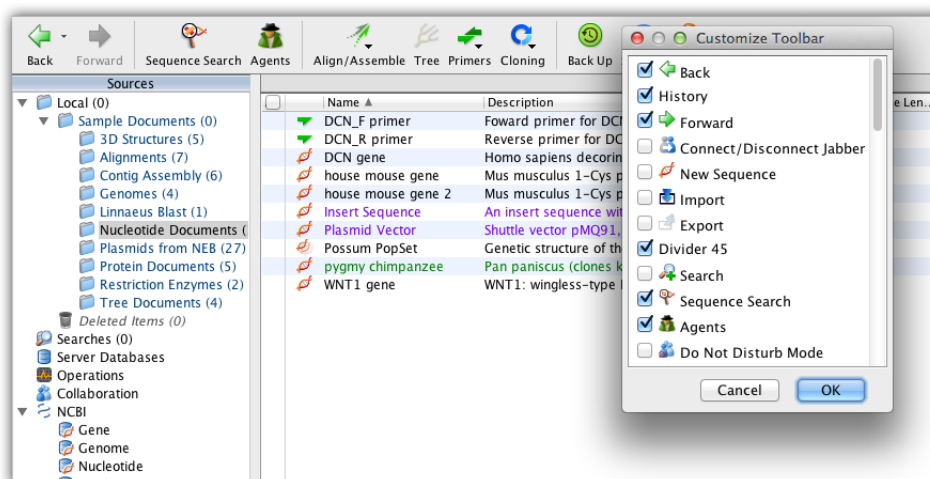 Back
Forward
Sequence Search
Agents
Align/Assemble
Tree
Primers
Cloning
Back Up
Sources
Local (0)
Sample Documents (0)
3D Structures (5)
Alignments (7)
Contig Assembly (6)
Genomes (4)
Linnaeus Blast (1)
Nucleotide Documents (
Plasmids from NEB (27)
Protein Documents (5)
Restriction Enzymes (2)
Tree Documents (4)
Deleted Items (0)
Searches (0)
Server Databases
Operations
Collaboration
NCBI
Gene
Genome
Nucleotide
Name ▲ Description
DCN_F primer Foward primer for DCN
DCN_R primer Reverse primer for DC
DCN gene Homo sapiens decorin
house mouse gene Mus musculus 1-Cys p
house mouse gene 2 Mus musculus 1-Cys p
Insert Sequence An insert sequence wit
Plasmid Vector Shuttle vector pMQ91,
Possum PopSet Genetic structure of th
pygmy chimpanzee Pan paniscus (clones k
WNT1 gene WNT1: wingless-type
e Len..
Customize Toolbar
Back
History
Forward
Connect/Disconnect Jabber
New Sequence
Import
Export
Divider 45
Search
Sequence Search
Agents
Do Not Disturb Mode
Cancel
OK